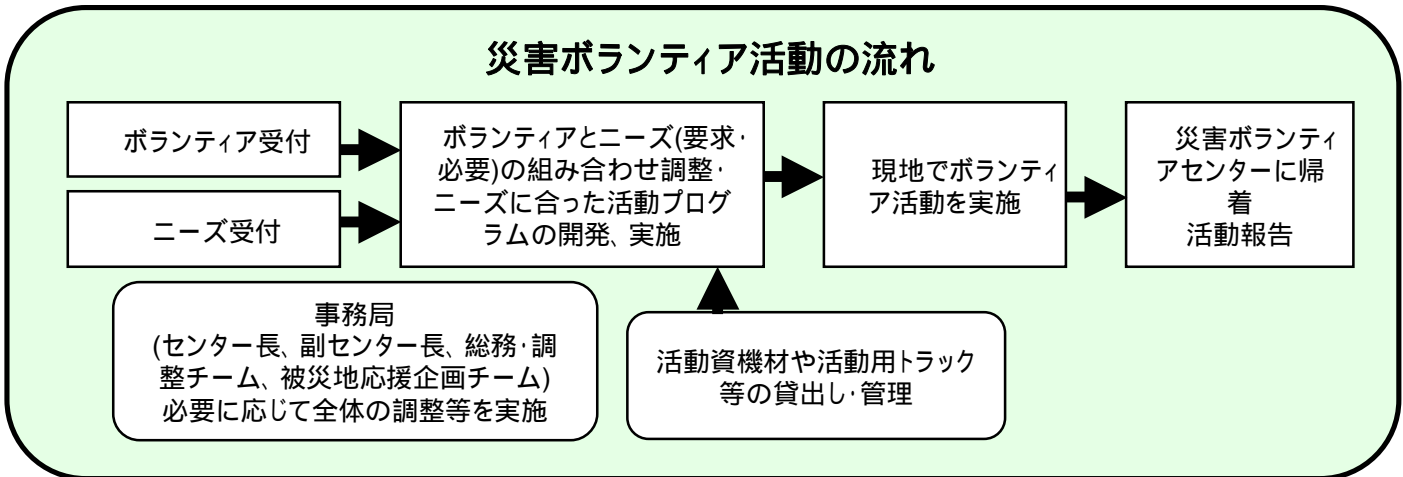 災害ボランティア活動の流れ
ボランティア受付
ニーズ受付
ボランティアとニーズ(要求・
必要)の組み合わせ調整・
ニーズに合った活動プログ
ラムの開発、実施
現地でボランティ
ア活動を実施
災害ボランティ
アセンターに帰
着
活動報告
事務局
(センター長、副センター長、総務・調
整チーム、被災地応援企画チーム)
必要に応じて全体の調整等を実施
活動資機材や活動用トラック
等の貸出し・管理